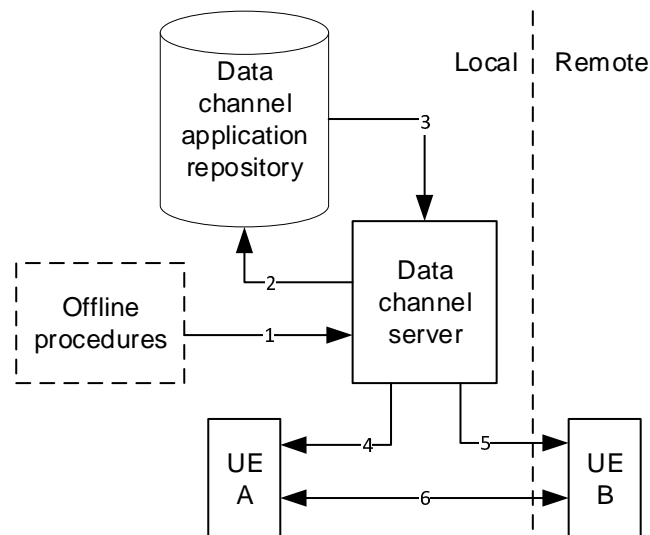 Data
channel
application
repository
Local
Remote
3
2
Offline
procedures
1
Data
channel
server
4
5
UE
A
6
UE
B